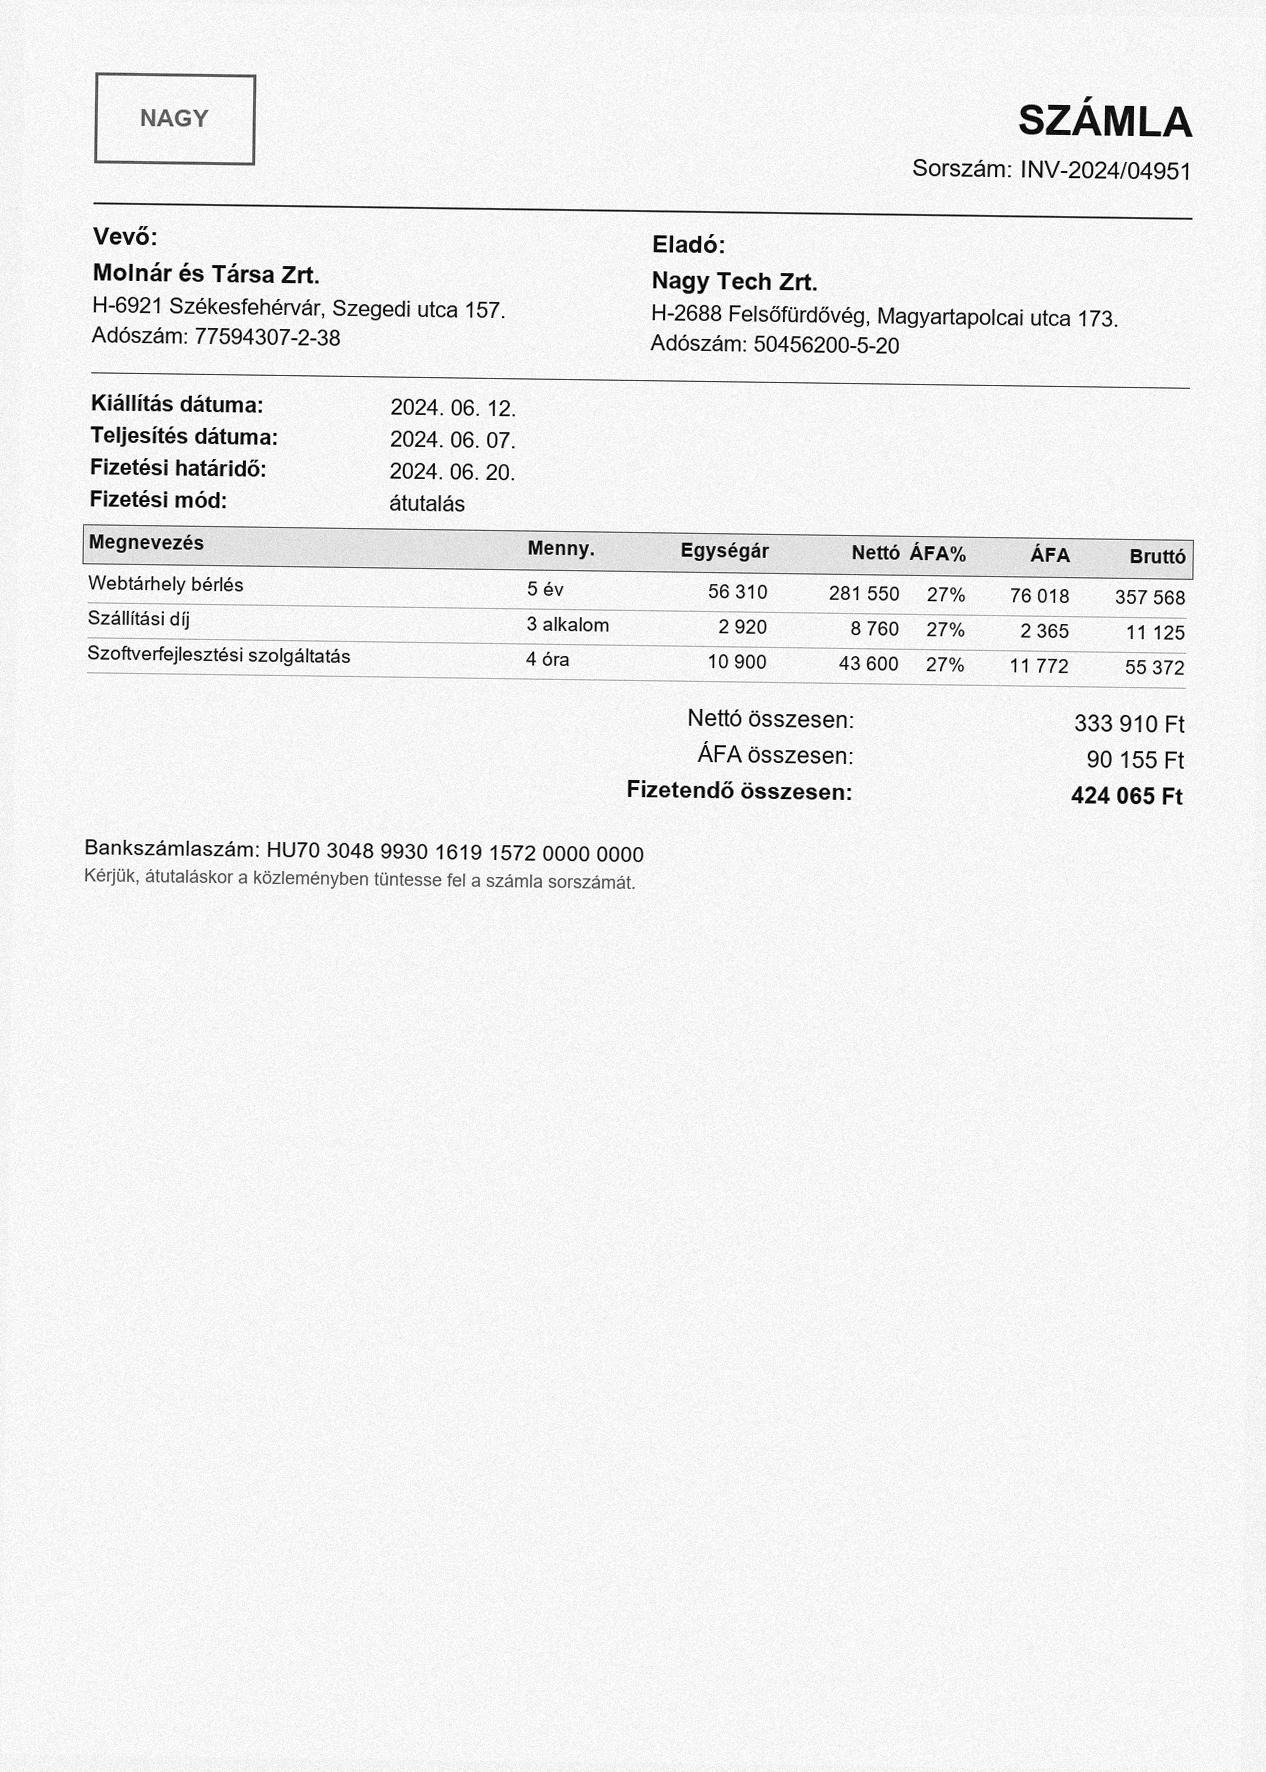 NAGY
SZÁMLA
Sorszám: INV-2024/04951
Vevő:
Molnár és Társa Zrt.
H-6921 Székesfehérvár, Szegedi utca 157.
Adószám: 77594307-2-38
Eladó:
Nagy Tech Zrt.
H-2688 Felsőfürdővég, Magyartapolcai utca 173.
Adószám: 50456200-5-20
Kiállítás dátuma: 2024. 06. 12.
Teljesítés dátuma: 2024. 06. 07.
Fizetési határidő: 2024. 06. 20.
Fizetési mód: átutalás
Megnevezés Menny. Egységár Nettó ÁFA% ÁFA Bruttó
Webtárhely bérlés 5 év 56 310 281 550 27% 76 018 357 568
Szállítási díj 3 alkalom 2 920 8 760 27% 2 365 11 125
Szoftverfejlesztési szolgáltatás 4 óra 10 900 43 600 27% 11 772 55 372
Nettó összesen: 333 910 Ft
ÁFA összesen: 90 155 Ft
Fizetendő összesen: 424 065 Ft
Bankszámlaszám: HU70 3048 9930 1619 1572 0000 0000
Kérjük, átutaláskor a közleményben tüntesse fel a számla sorszámát.